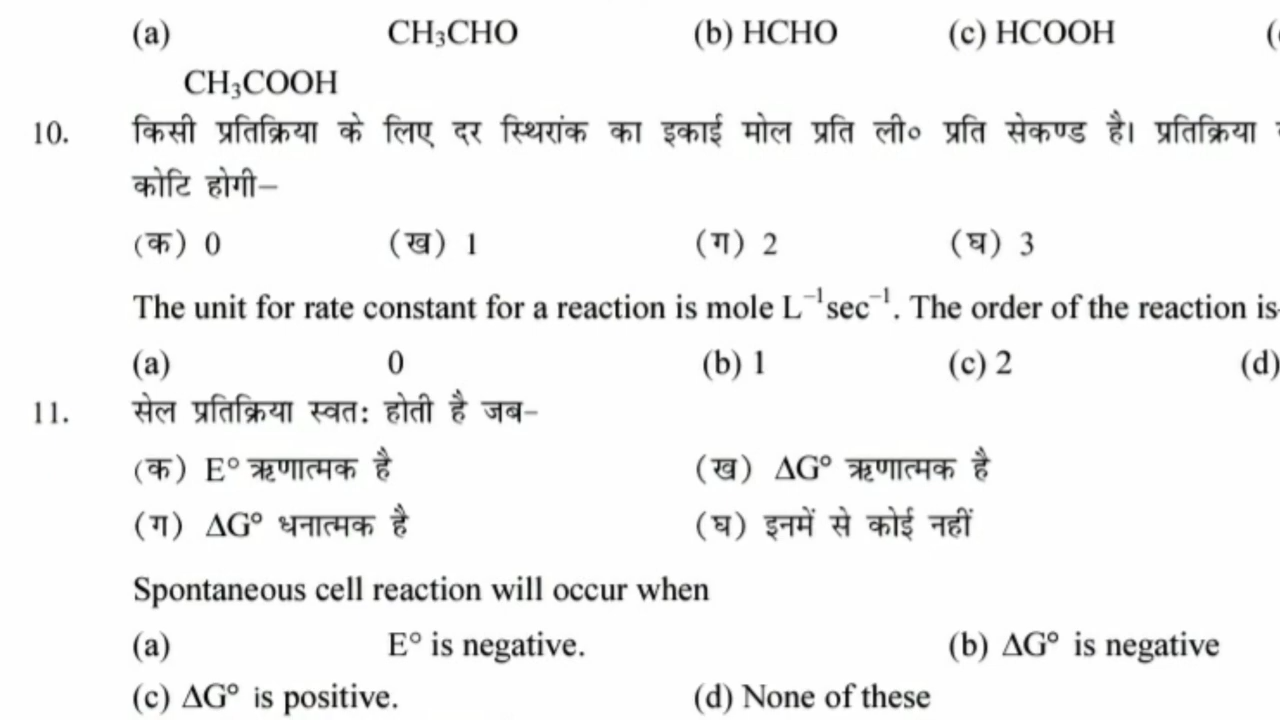 (a) CH₃CHO (b) HCHO (c) HCOOH
CH₃COOH
10. किसी प्रतिक्रिया के लिए दर स्थिरांक का इकाई मोल प्रति ली० प्रति सेकण्ड है। प्रतिक्रिया
कोटि होगी–
(क) 0 (ख) 1 (ग) 2 (घ) 3
The unit for rate constant for a reaction is mole L⁻¹sec⁻¹. The order of the reaction is-
(a) 0 (b) 1 (c) 2 (d)
11. सेल प्रतिक्रिया स्वतः होती है जब–
(क) E° ऋणात्मक है (ख) ΔG° ऋणात्मक है
(ग) ΔG° धनात्मक है (घ) इनमें से कोई नहीं
Spontaneous cell reaction will occur when
(a) E° is negative. (b) ΔG° is negative
(c) ΔG° is positive. (d) None of these